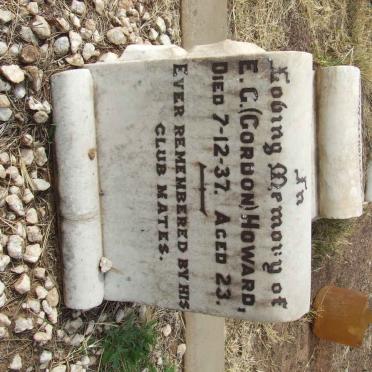 In
Loving Memory of
E. C. (GORDON) HOWARD,
DIED 7-12-37. AGED 23.
EVER REMEMBERED BY HIS
CLUB MATES.